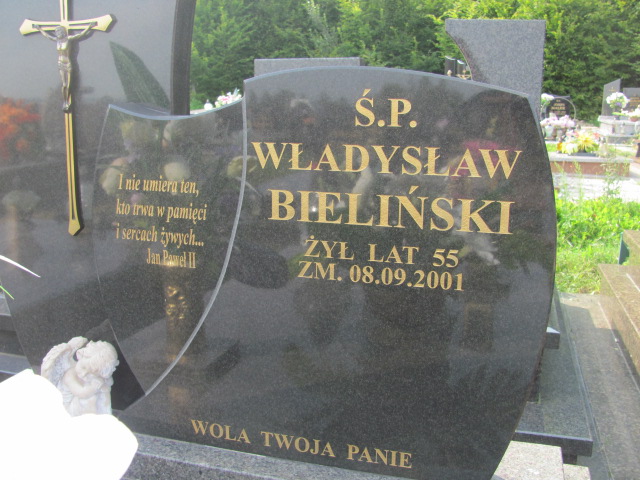 I nie umiera ten,
kto trwa w pamięci
i sercach żywych...
Jan Paweł II
Ś.P.
WŁADYSŁAW
BIELIŃSKI
ŻYŁ LAT 55
ZM. 08.09.2001
WOLA TWOJA PANIE